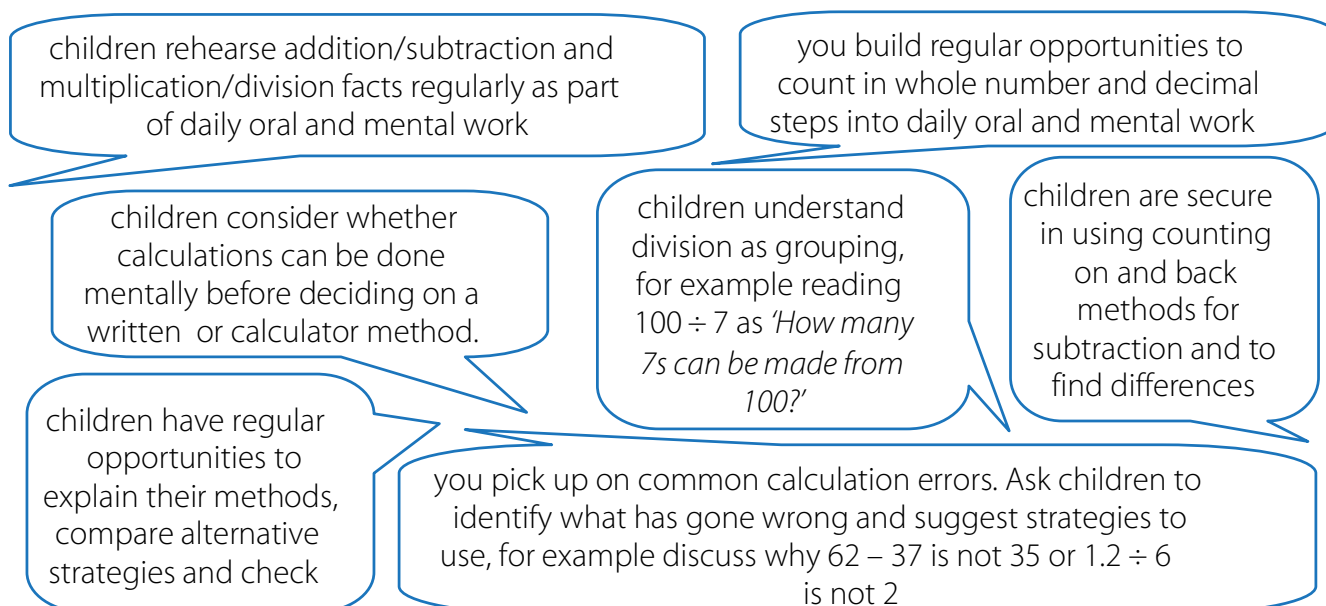 children rehearse addition/subtraction and
multiplication/division facts regularly as part
of daily oral and mental work
you build regular opportunities to
count in whole number and decimal
steps into daily oral and mental work
children consider whether
calculations can be done
mentally before deciding on a
written or calculator method.
children understand
division as grouping,
for example reading
100 ÷ 7 as ‘How many
7s can be made from
100?’
children are secure
in using counting
on and back
methods for
subtraction and to
find differences
children have regular
opportunities to
explain their methods,
compare alternative
strategies and check
you pick up on common calculation errors. Ask children to
identify what has gone wrong and suggest strategies to
use, for example discuss why 62 – 37 is not 35 or 1.2 ÷ 6
is not 2